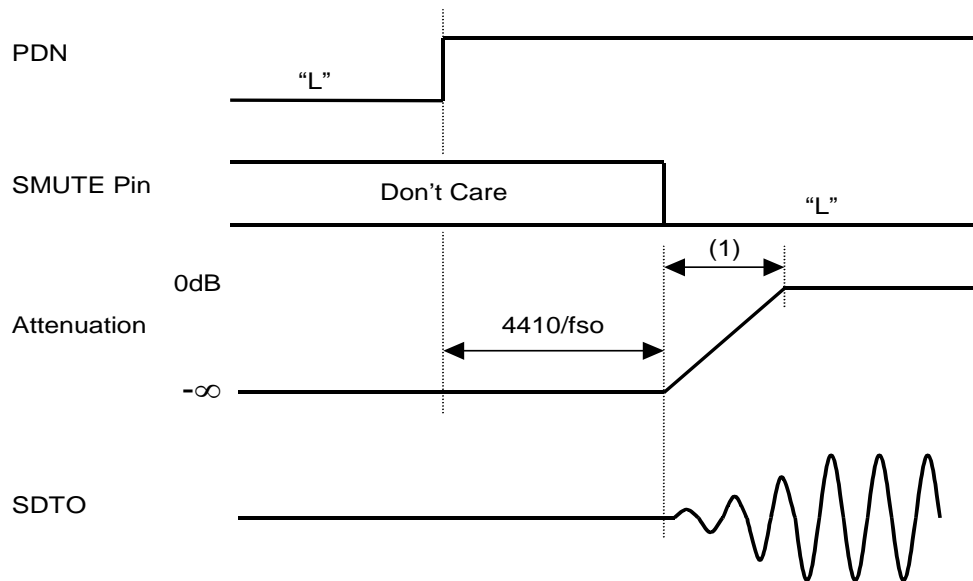 PDN
“L”
SMUTE Pin
Don’t Care
“L”
(1)
0dB
Attenuation
4410/fso
-∞
SDTO